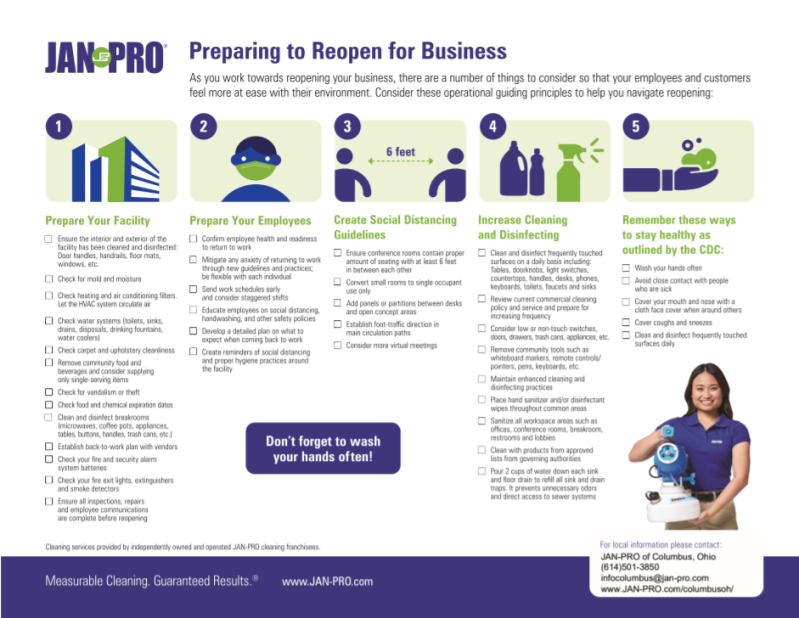 JAN-PRO®
Preparing to Reopen for Business
As you work towards reopening your business, there are a number of things to consider so that your employees and customers
feel more at ease with their environment. Consider these operational guiding principles to help you navigate reopening:
1
Prepare Your Facility
Ensure the interior and exterior of the
facility has been cleaned and disinfected:
Door handles, handrails, floor mats,
windows, etc.
Check for mold and moisture
Check heating and air conditioning filters.
Let the HVAC system circulate air
Check water systems (toilets, sinks,
drains, disposals, drinking fountains,
water coolers)
Check carpet and upholstery cleanliness
Remove community food and
beverages and consider supplying
only single-serving items
Check for vandalism or theft
Check food and chemical expiration dates
Clean and disinfect breakrooms
(microwaves, coffee pots, appliances,
tables, buttons, handles, trash cans, etc.)
Establish back-to-work plan with vendors
Check your fire and security alarm
system batteries
Check your fire exit lights, extinguishers
and smoke detectors
Ensure all inspections, repairs
and employee communications
are complete before reopening
2
Prepare Your Employees
Confirm employee health and readiness
to return to work
Mitigate any anxiety of returning to work
through new guidelines and practices;
be flexible with each individual
Send work schedules early
and consider staggered shifts
Educate employees on social distancing,
handwashing, and other safety policies
Develop a detailed plan on what to
expect when coming back to work
Create reminders of social distancing
and proper hygiene practices around
the facility
3
6 feet
Create Social Distancing
Guidelines
Ensure conference rooms contain proper
amount of seating with at least 6 feet
in between each other
Convert small rooms to single occupant
use only
Add panels or partitions between desks
and open concept areas
Establish foot-traffic direction in
main circulation paths
Consider more virtual meetings
Don't forget to wash
your hands often!
4
Increase Cleaning
and Disinfecting
Clean and disinfect frequently touched
surfaces on a daily basis including:
Tables, doorknobs, light switches,
countertops, handles, desks, phones,
keyboards, toilets, faucets and sinks
Review current commercial cleaning
policy and service and prepare for
increasing frequency
Consider low or non-touch switches,
doors, drawers, trash cans, appliances, etc.
Remove community tools such as
whiteboard markers, remote controls/
pointers, pens, keyboards, etc.
Maintain enhanced cleaning and
disinfecting practices
Place hand sanitizer and/or disinfectant
wipes throughout common areas
Sanitize all workspace areas such as
offices, conference rooms, breakroom,
restrooms and lobbies
Clean with products from approved
lists from governing authorities
Pour 2 cups of water down each sink
and floor drain to refill all sink and drain
traps. It prevents unnecessary odors
and direct access to sewer systems
5
Remember these ways
to stay healthy as
outlined by the CDC:
Wash your hands often
Avoid close contact with people
who are sick
Cover your mouth and nose with a
cloth face cover when around others
Cover coughs and sneezes
Clean and disinfect frequently touched
surfaces daily
Cleaning services provided by independently owned and operated JAN-PRO cleaning franchisees.
Measurable Cleaning. Guaranteed Results.®
www.JAN-PRO.com
For local information please contact:
JAN-PRO of Columbus, Ohio
(614)501-3850
infocolumbus@jan-pro.com
www.JAN-PRO.com/columbusoh/